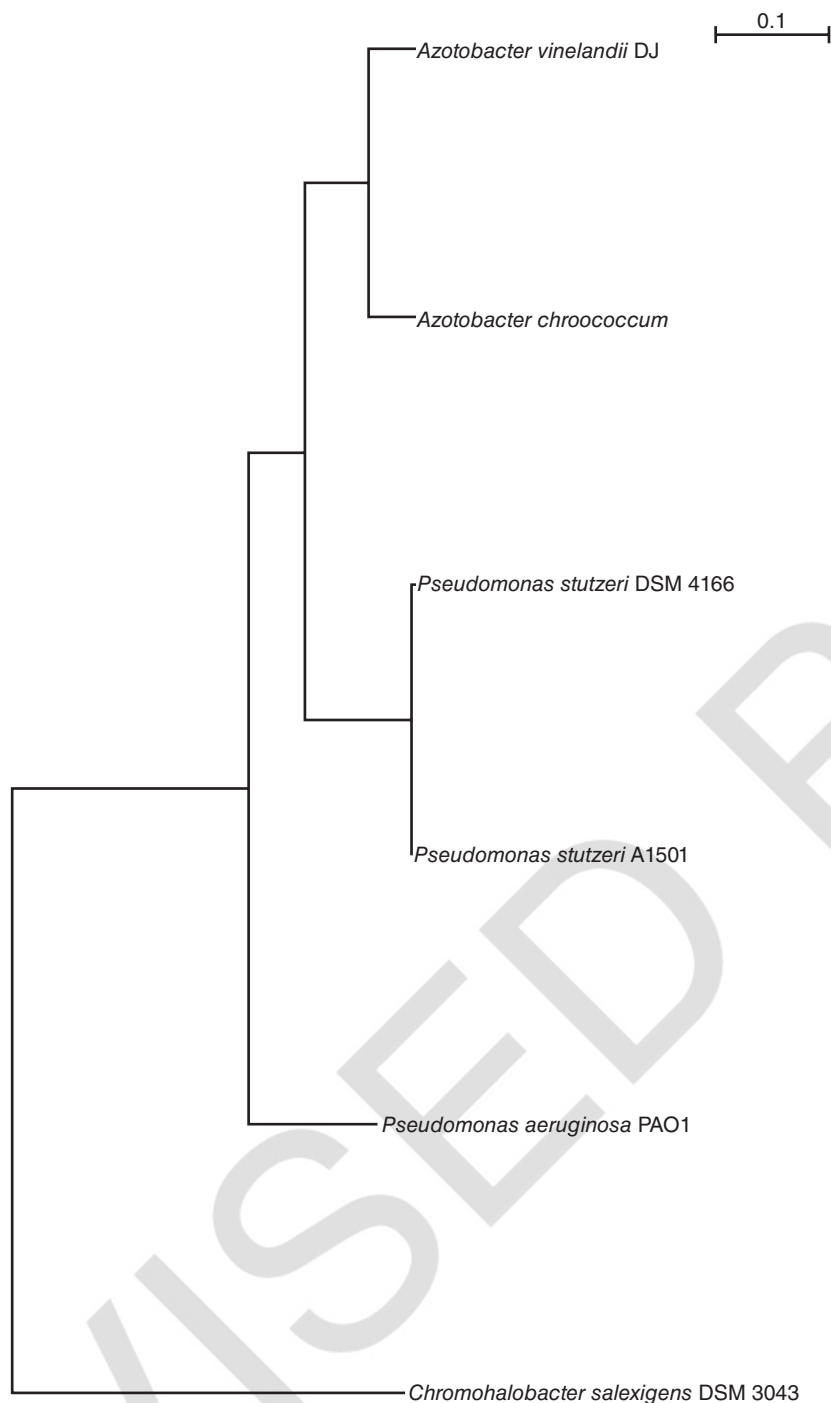 0.1
Azotobacter vinelandii DJ
Azotobacter chroococcum
Pseudomonas stutzeri DSM 4166
Pseudomonas stutzeri A1501
Pseudomonas aeruginosa PAO1
Chromohalobacter salexigens DSM 3043
VISED